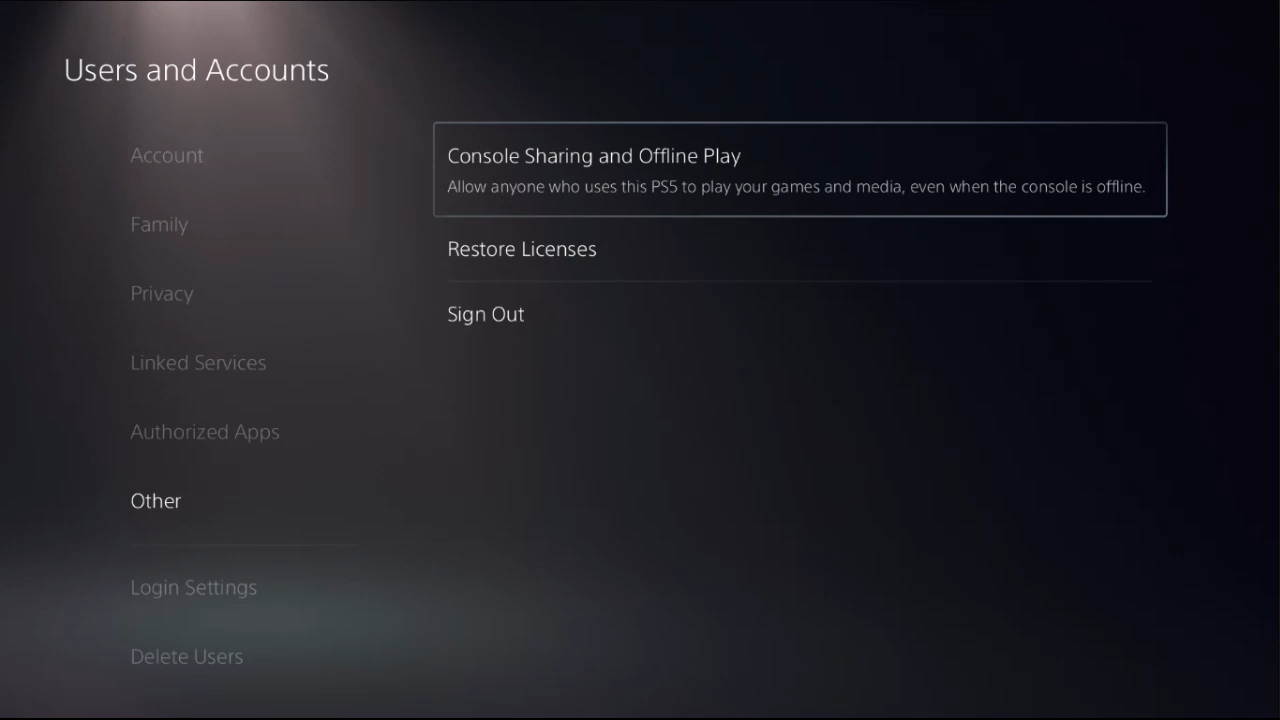 Users and Accounts
Account
Family
Privacy
Linked Services
Authorized Apps
Other
Login Settings
Delete Users
Console Sharing and Offline Play
Allow anyone who uses this PS5 to play your games and media, even when the console is offline.
Restore Licenses
Sign Out